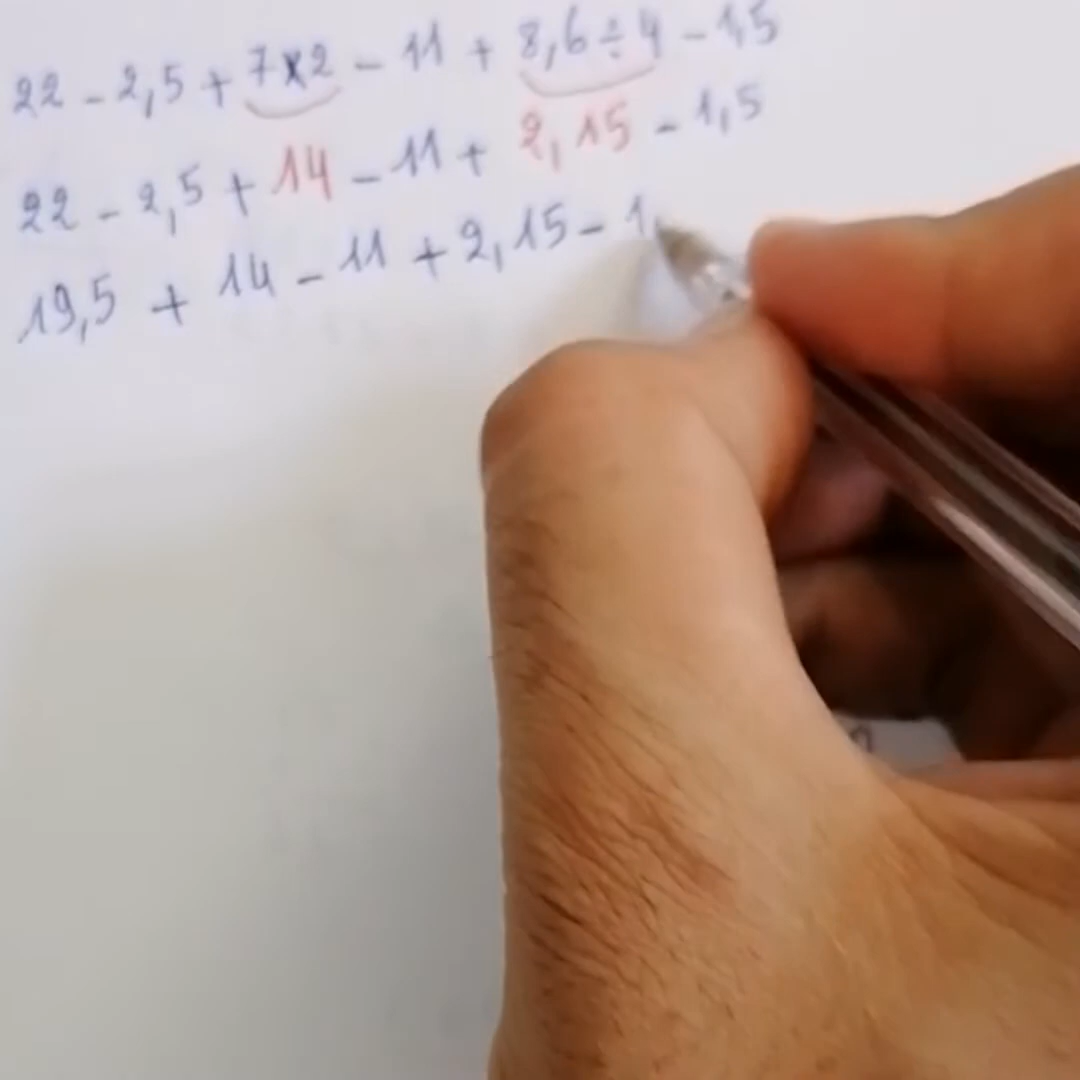 22 - 2,5 + 7x2 - 11 + 8,6÷4 - 1,5
22 - 2,5 + 14 - 11 + 2,15 - 1,5
19,5 + 14 - 11 + 2,15 - 1,